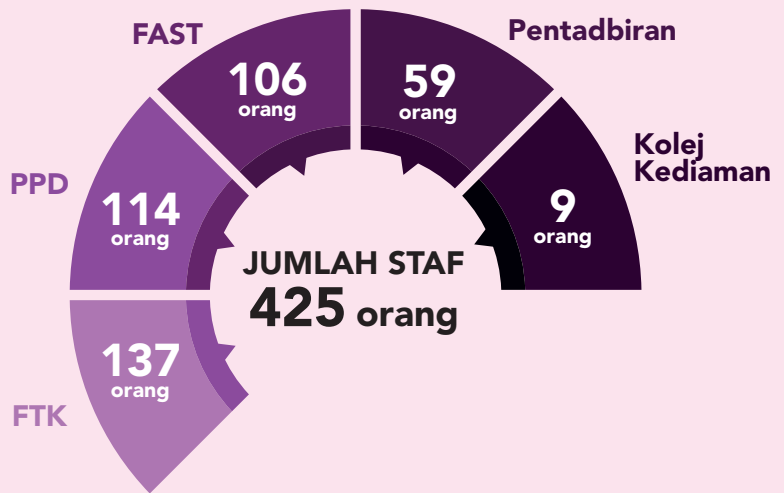 FAST
106
orang
Pentadbiran
59
orang
PPD
114
orang
Kolej
Kediaman
9
orang
JUMLAH STAF
425 orang
FTK
137
orang